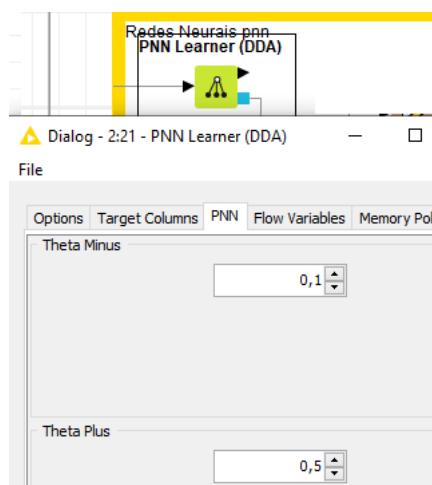 Redes Neurais pnn
PNN Learner (DDA)
Dialog - 2:21 - PNN Learner (DDA)
File
Options Target Columns PNN Flow Variables Memory Pol
Theta Minus
0,1
Theta Plus
0,5